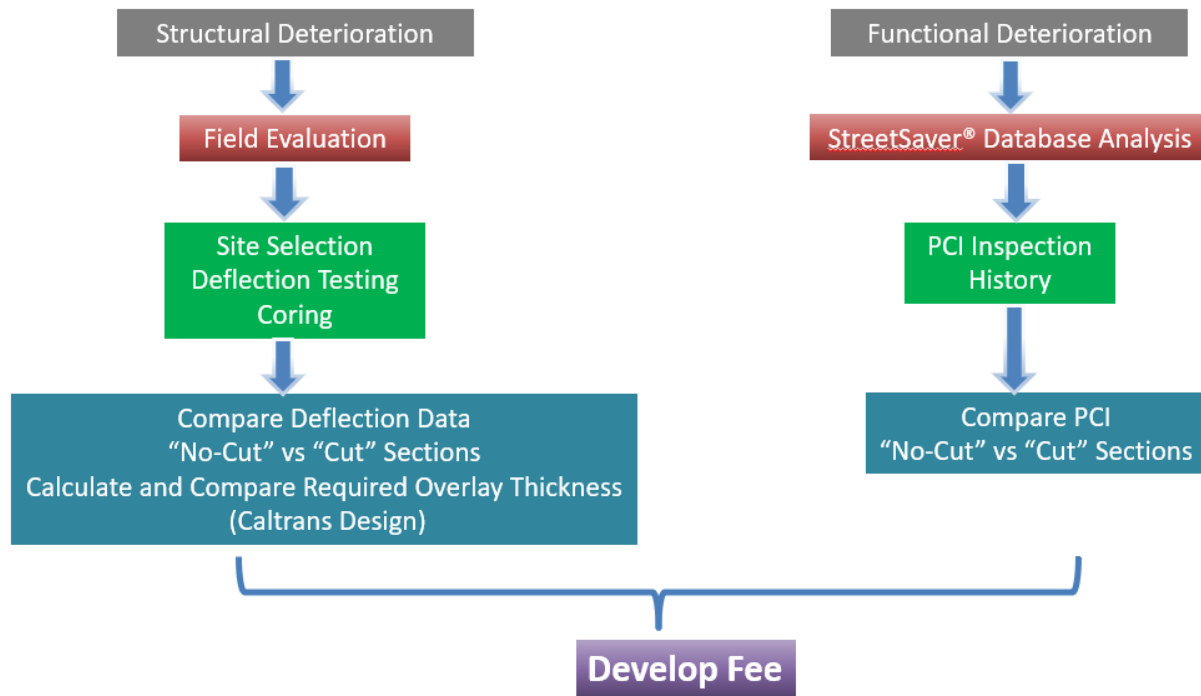 Structural Deterioration
Functional Deterioration
Field Evaluation
StreetSaver® Database Analysis
Site Selection
Deflection Testing
Coring
PCI Inspection
History
Compare Deflection Data
“No-Cut” vs “Cut” Sections
Calculate and Compare Required Overlay Thickness
(Caltrans Design)
Compare PCI
“No-Cut” vs “Cut” Sections
Develop Fee